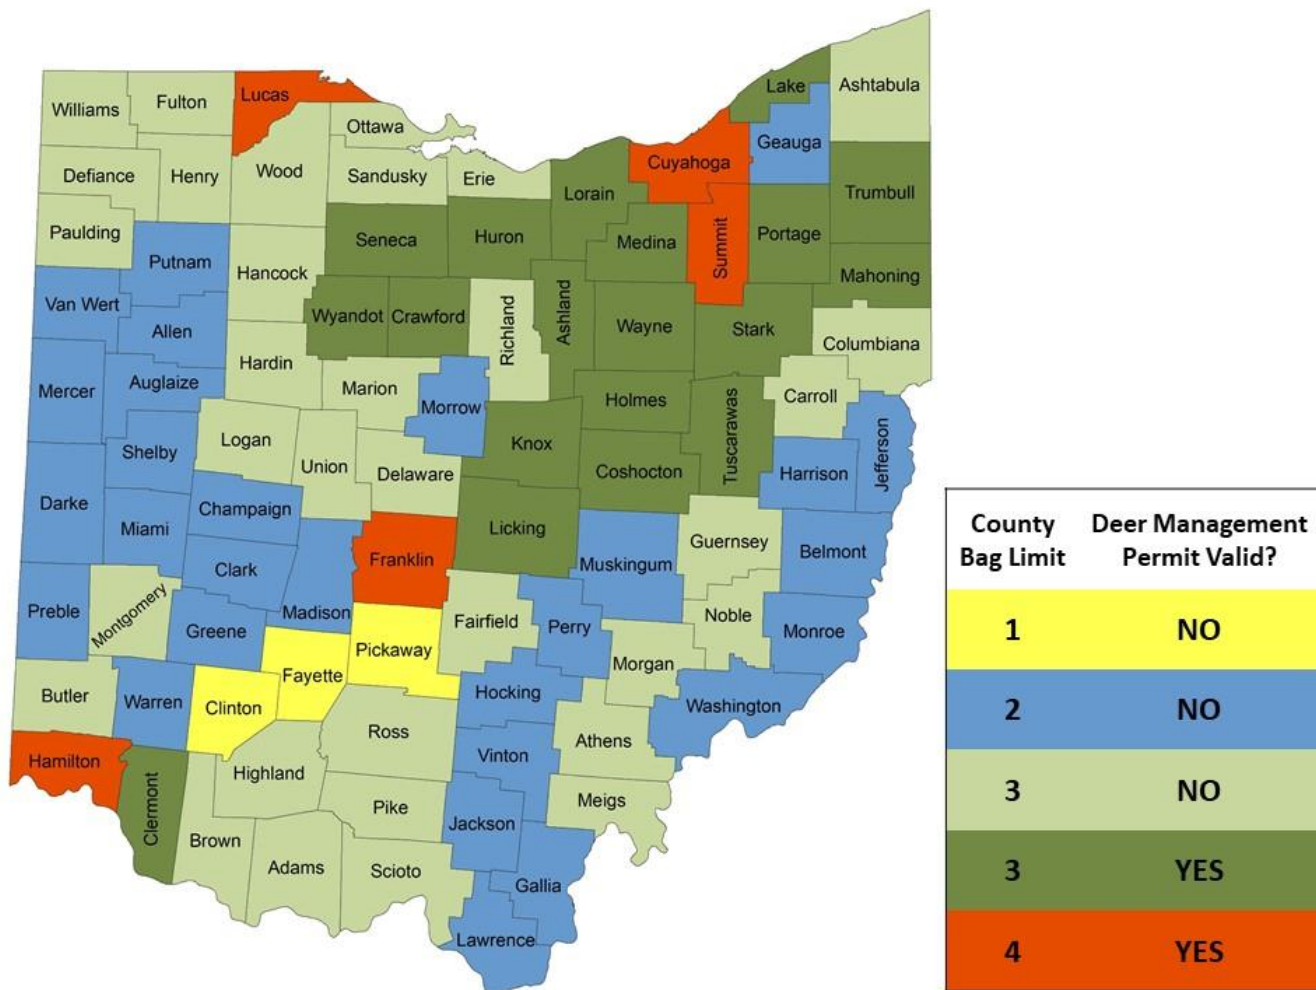 Lake
Ashtabula
Lucas
Fulton
Williams
Ottawa
Geauga
Cuyahoga
Wood
Sandusky
Erie
Defiance
Henry
Lorain
Trumbull
Paulding
Seneca
Huron
Medina
Summit
Portage
Putnam
Hancock
Mahoning
Van Wert
Allen
Wyandot
Crawford
Richland
Ashland
Wayne
Stark
Columbiana
Hardin
Mercer
Auglaize
Marion
Morrow
Holmes
Carroll
Logan
Union
Delaware
Knox
Coshocton
Tuscarawas
Harrison
Jefferson
Shelby
Darke
Champaign
Miami
Licking
Franklin
Muskingum
Guernsey
Belmont
Clark
Preble
Montgomery
Greene
Madison
Fairfield
Perry
Noble
Monroe
Pickaway
Morgan
Fayette
Butler
Warren
Clinton
Hocking
Washington
Ross
Athens
Hamilton
Highland
Vinton
Clermont
Pike
Meigs
Jackson
Brown
Adams
Scioto
Gallia
Lawrence
County Deer Management
Bag Limit Permit Valid?
1 NO
2 NO
3 NO
3 YES
4 YES